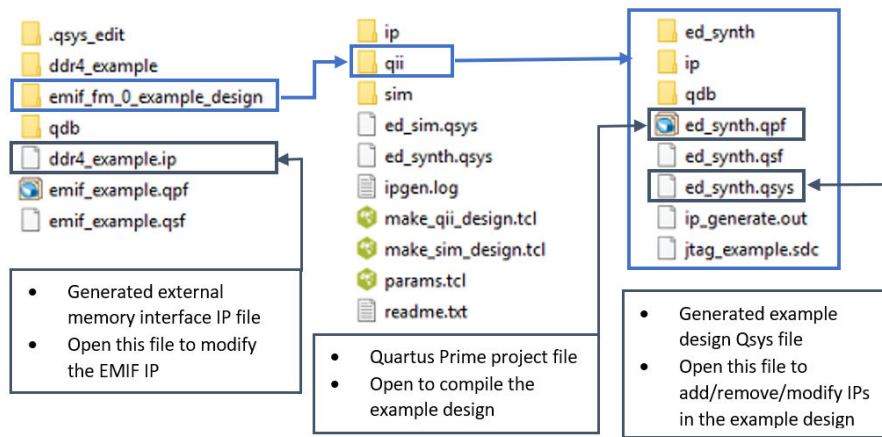 .qsys_edit
ddr4_example
emif_fm_0_example_design
qdb
ddr4_example.ip
emif_example.qpf
emif_example.qsf
• Generated external
memory interface IP file
• Open this file to modify
the EMIF IP
ip
qii
sim
ed_sim.qsys
ed_synth.qsys
ipgen.log
make_qii_design.tcl
make_sim_design.tcl
params.tcl
readme.txt
• Quartus Prime project file
• Open to compile the
example design
ed_synth
ip
qdb
ed_synth.qpf
ed_synth.qsf
ed_synth.qsys
ip_generate.out
jtag_example.sdc
• Generated example
design Qsys file
• Open this file to
add/remove/modify IPs
in the example design